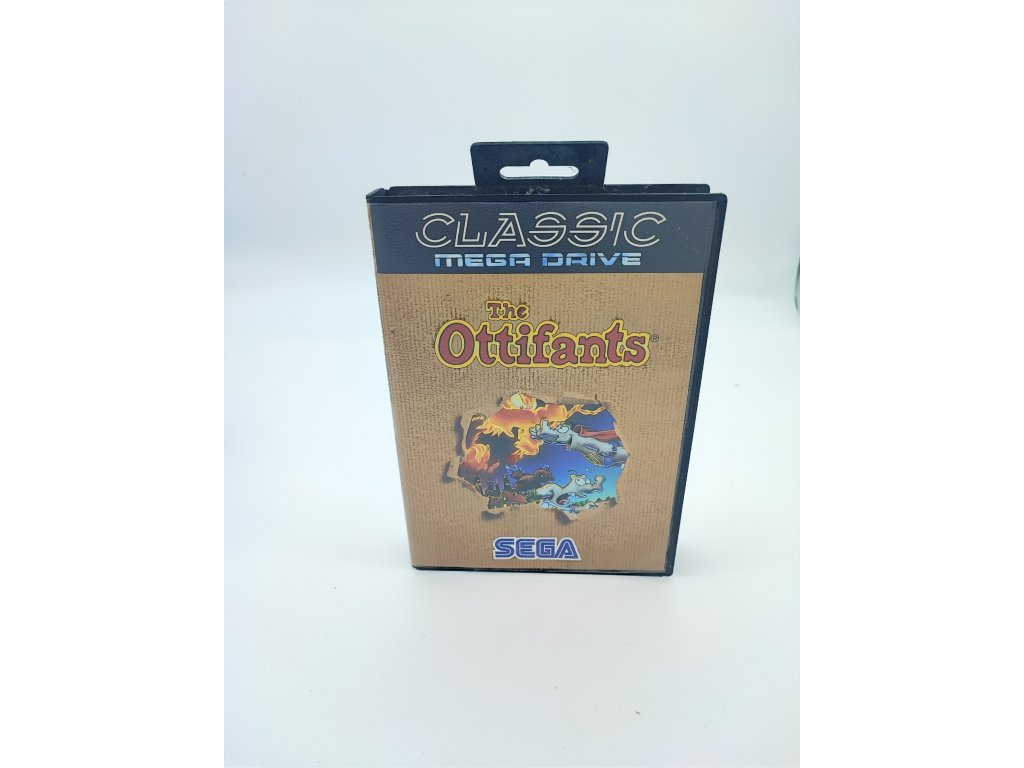 CLASSIC
MEGA DRIVE
The
Ottifants®
SEGA